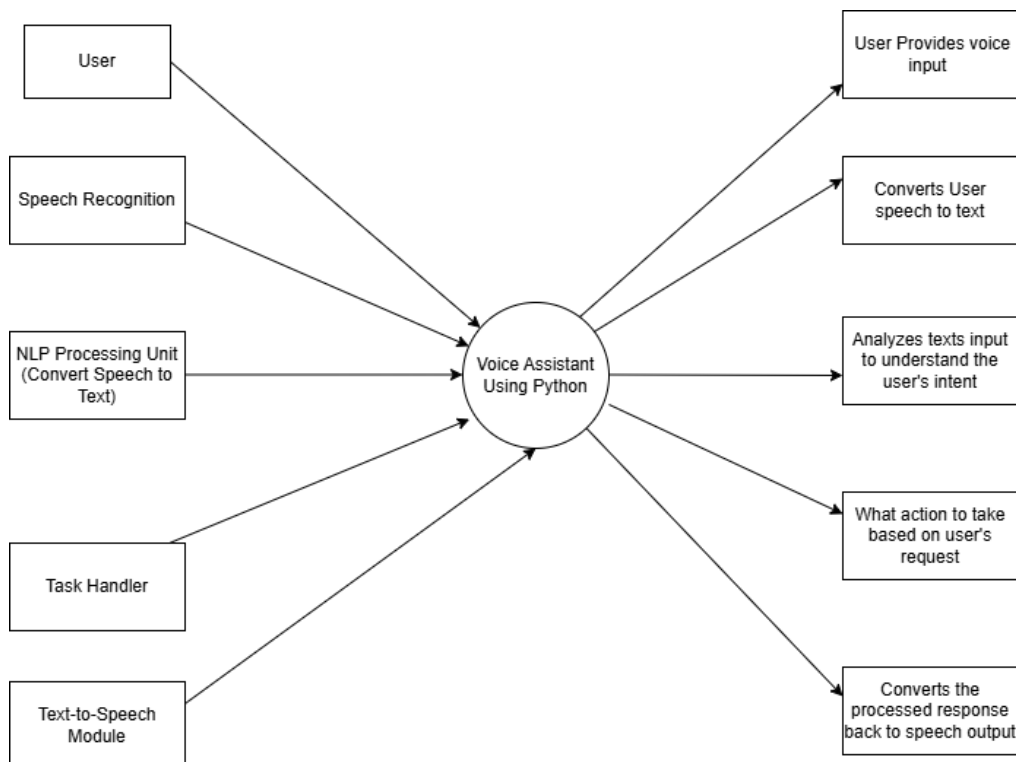 User
Speech Recognition
NLP Processing Unit
(Convert Speech to
Text)
Task Handler
Text-to-Speech
Module
Voice Assistant
Using Python
User Provides voice
input
Converts User
speech to text
Analyzes texts input
to understand the
user's intent
What action to take
based on user's
request
Converts the
processed response
back to speech output